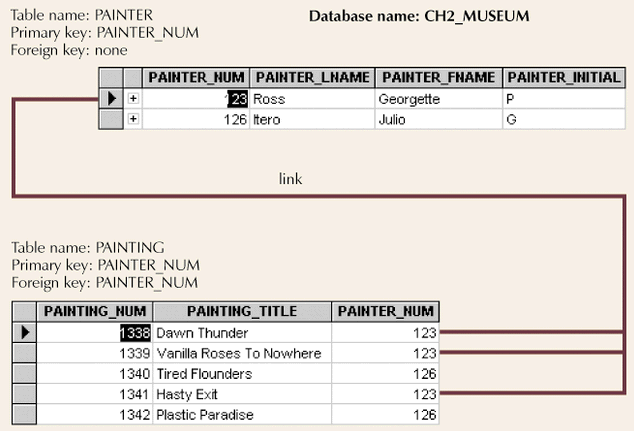 Table name: PAINTER
Database name: CH2_MUSEUM
Primary key: PAINTER_NUM
Foreign key: none
PAINTER_NUM PAINTER_LNAME PAINTER_FNAME PAINTER_INITIAL
123 Ross Georgette P
126 Itero Julio G
link
Table name: PAINTING
Primary key: PAINTER_NUM
Foreign key: PAINTER_NUM
PAINTING_NUM PAINTING_TITLE PAINTER_NUM
1338 Dawn Thunder 123
1339 Vanilla Roses To Nowhere 123
1340 Tired Flounders 126
1341 Hasty Exit 123
1342 Plastic Paradise 126